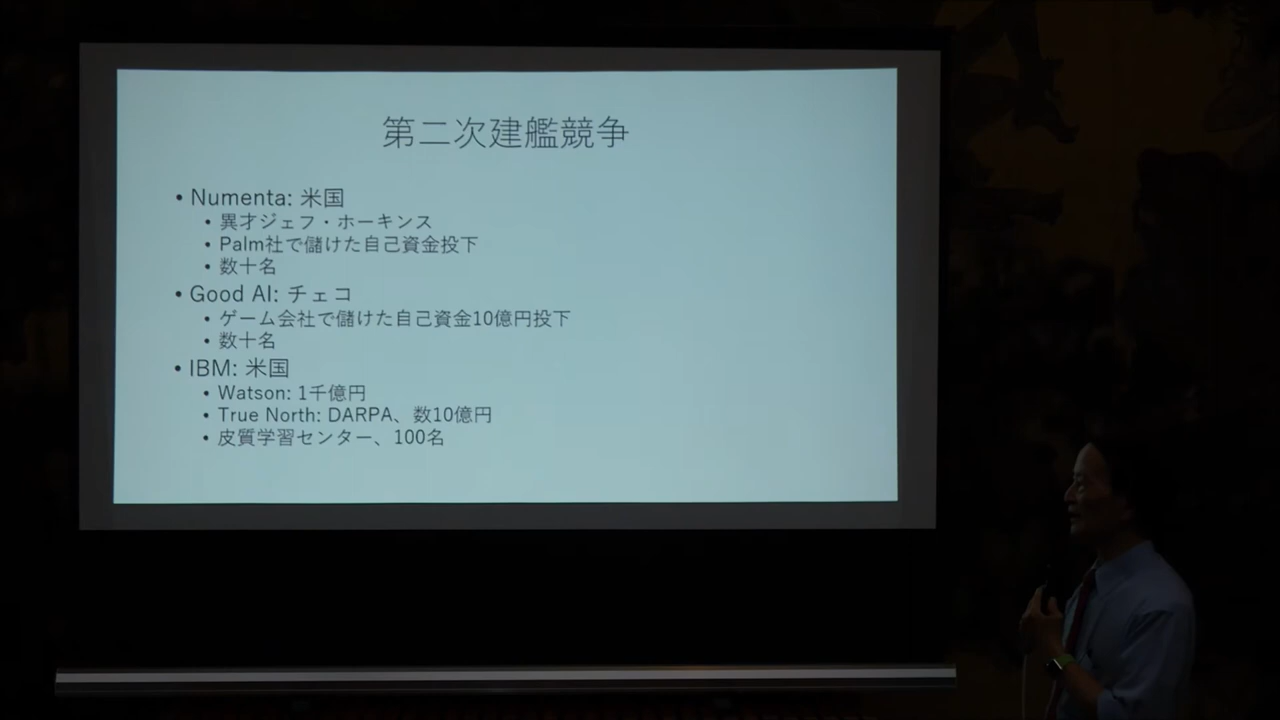 第二次建艦競争
• Numenta: 米国
• 異才ジェフ・ホーキンス
• Palm社で儲けた自己資金投下
• 数十名
• Good AI: チェコ
• ゲーム会社で儲けた自己資金10億円投下
• 数十名
• IBM: 米国
• Watson: 1千億円
• True North: DARPA、数10億円
• 皮質学習センター、100名